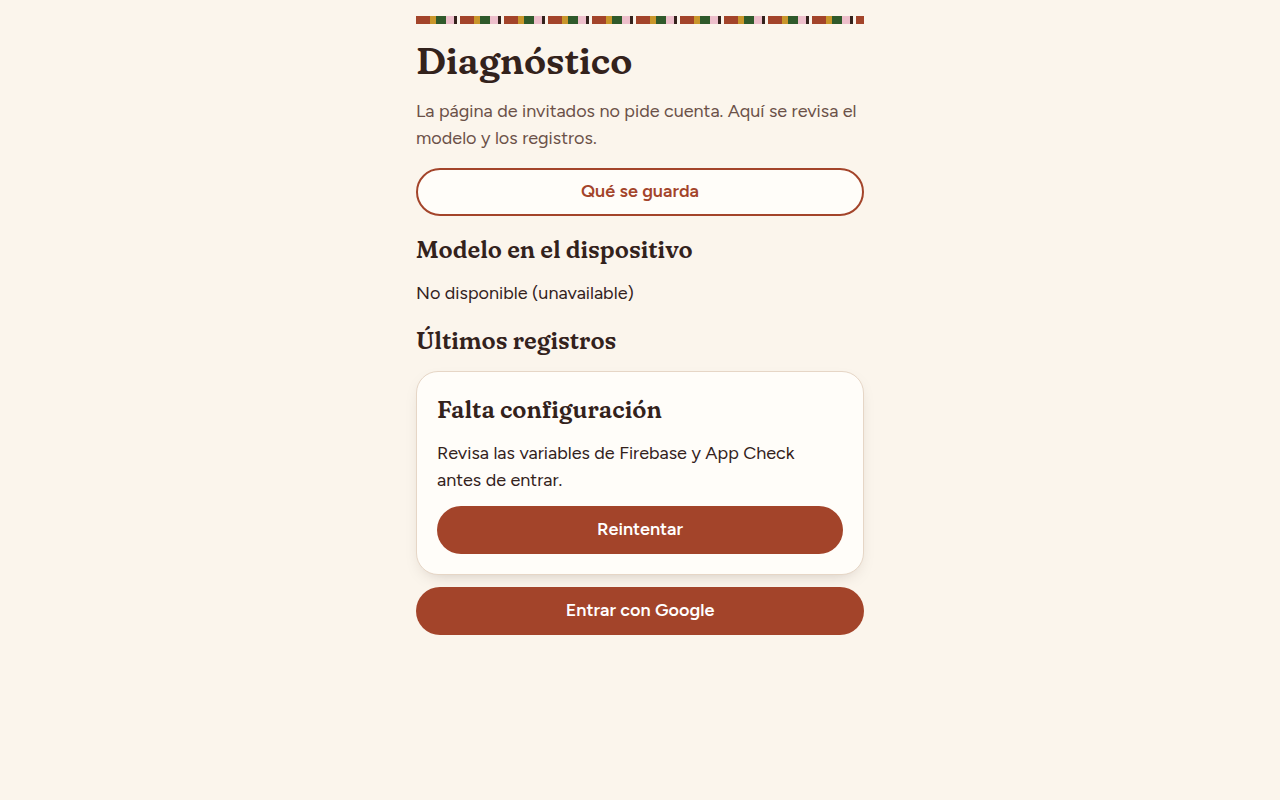 Diagnóstico
La página de invitados no pide cuenta. Aquí se revisa el
modelo y los registros.
Qué se guarda
Modelo en el dispositivo
No disponible (unavailable)
Últimos registros
Falta configuración
Revisa las variables de Firebase y App Check
antes de entrar.
Reintentar
Entrar con Google